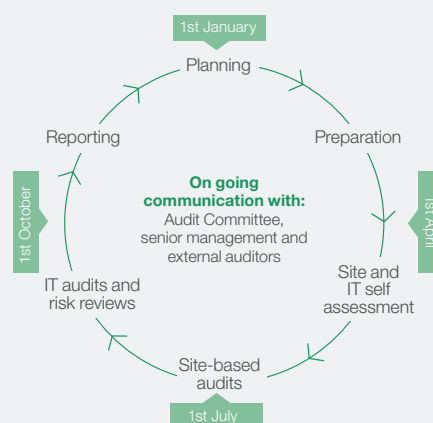 1st January
Planning
Preparation
1st April
Site and
IT self
assessment
Site-based
audits
1st July
IT audits and
risk reviews
1st October
Reporting
On going
communication with:
Audit Committee,
senior management and
external auditors